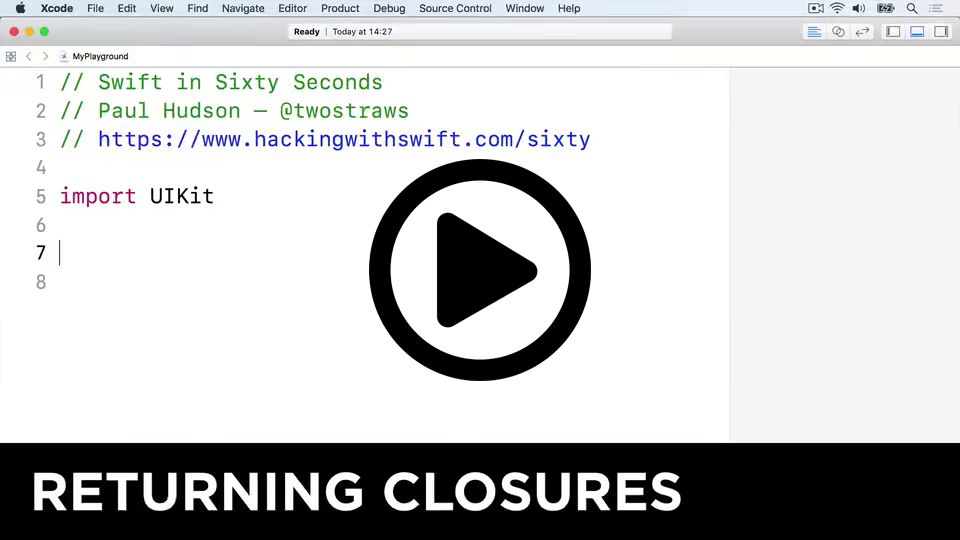 Xcode File Edit View Find Navigate Editor Product Debug Source Control Window Help
Ready | Today at 14:27
MyPlayground
1 // Swift in Sixty Seconds
2 // Paul Hudson — @twostraws
3 // https://www.hackingwithswift.com/sixty
4
5 import UIKit
6
7
8
RETURNING CLOSURES